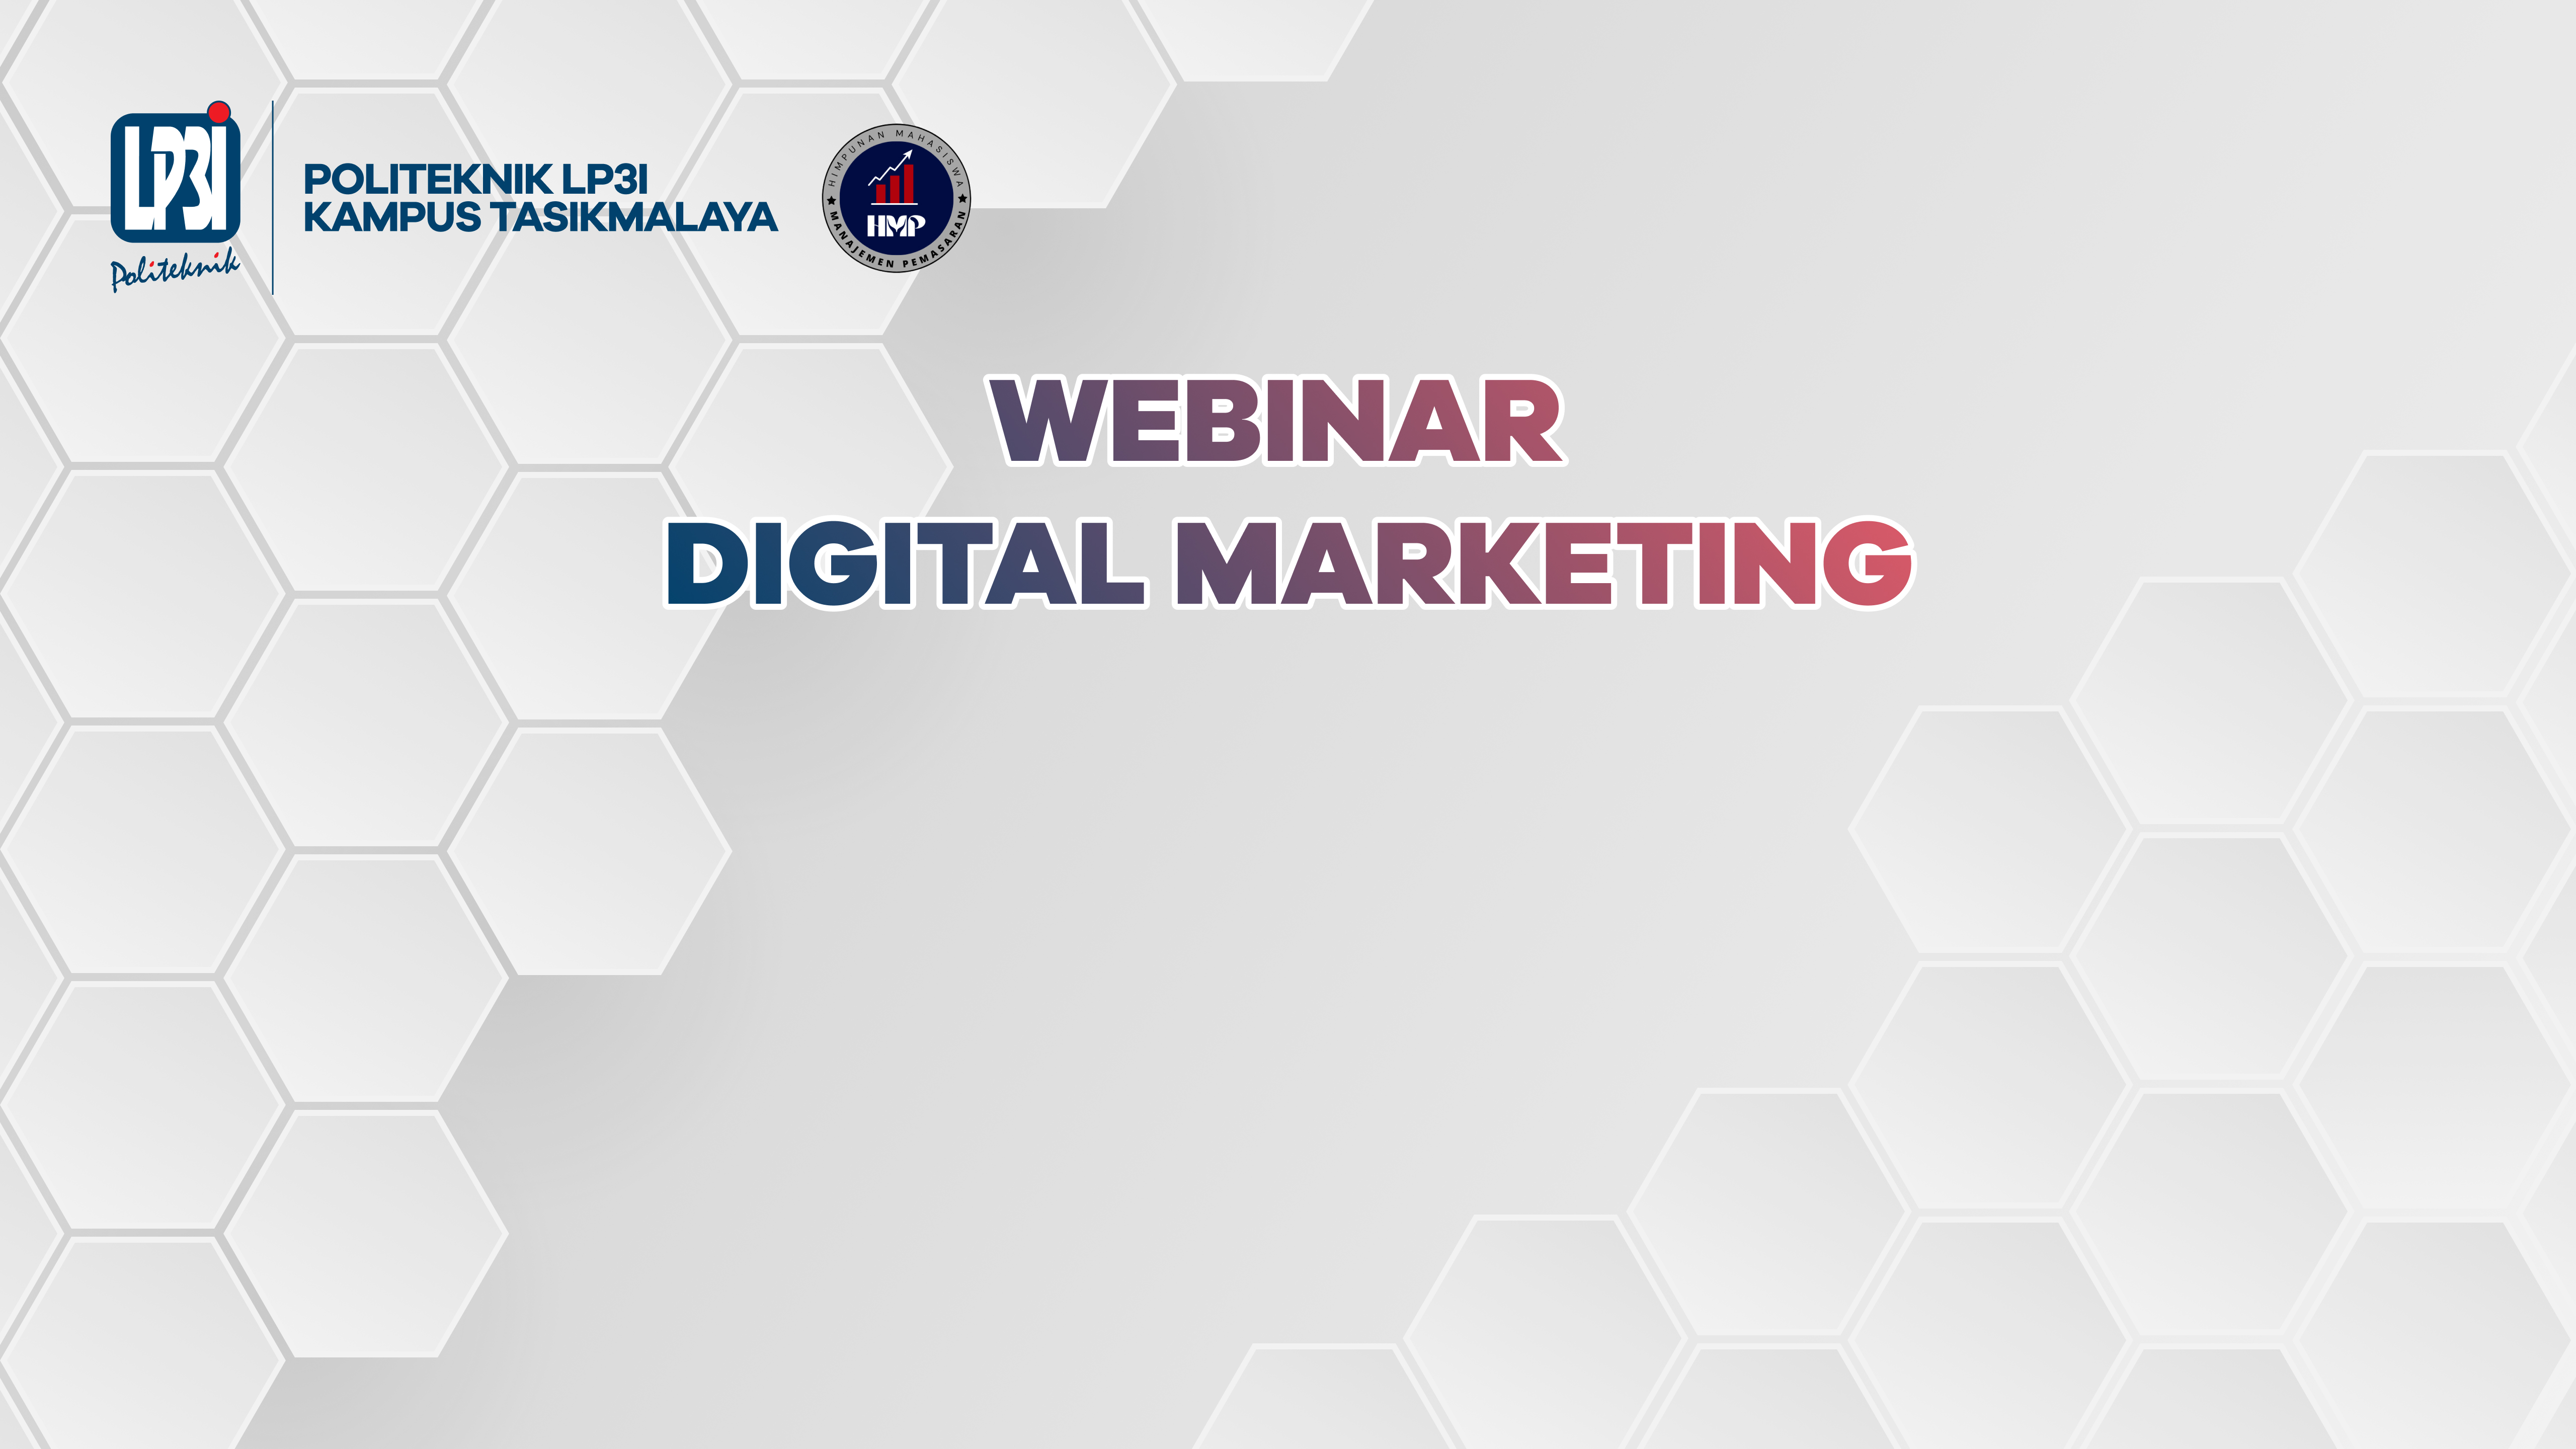 LP3I
Politeknik
POLITEKNIK LP3I
KAMPUS TASIKMALAYA
HIMPUNAN MAHASISWA
HMP
★ MANAJEMEN PEMASARAN ★
WEBINAR
DIGITAL MARKETING